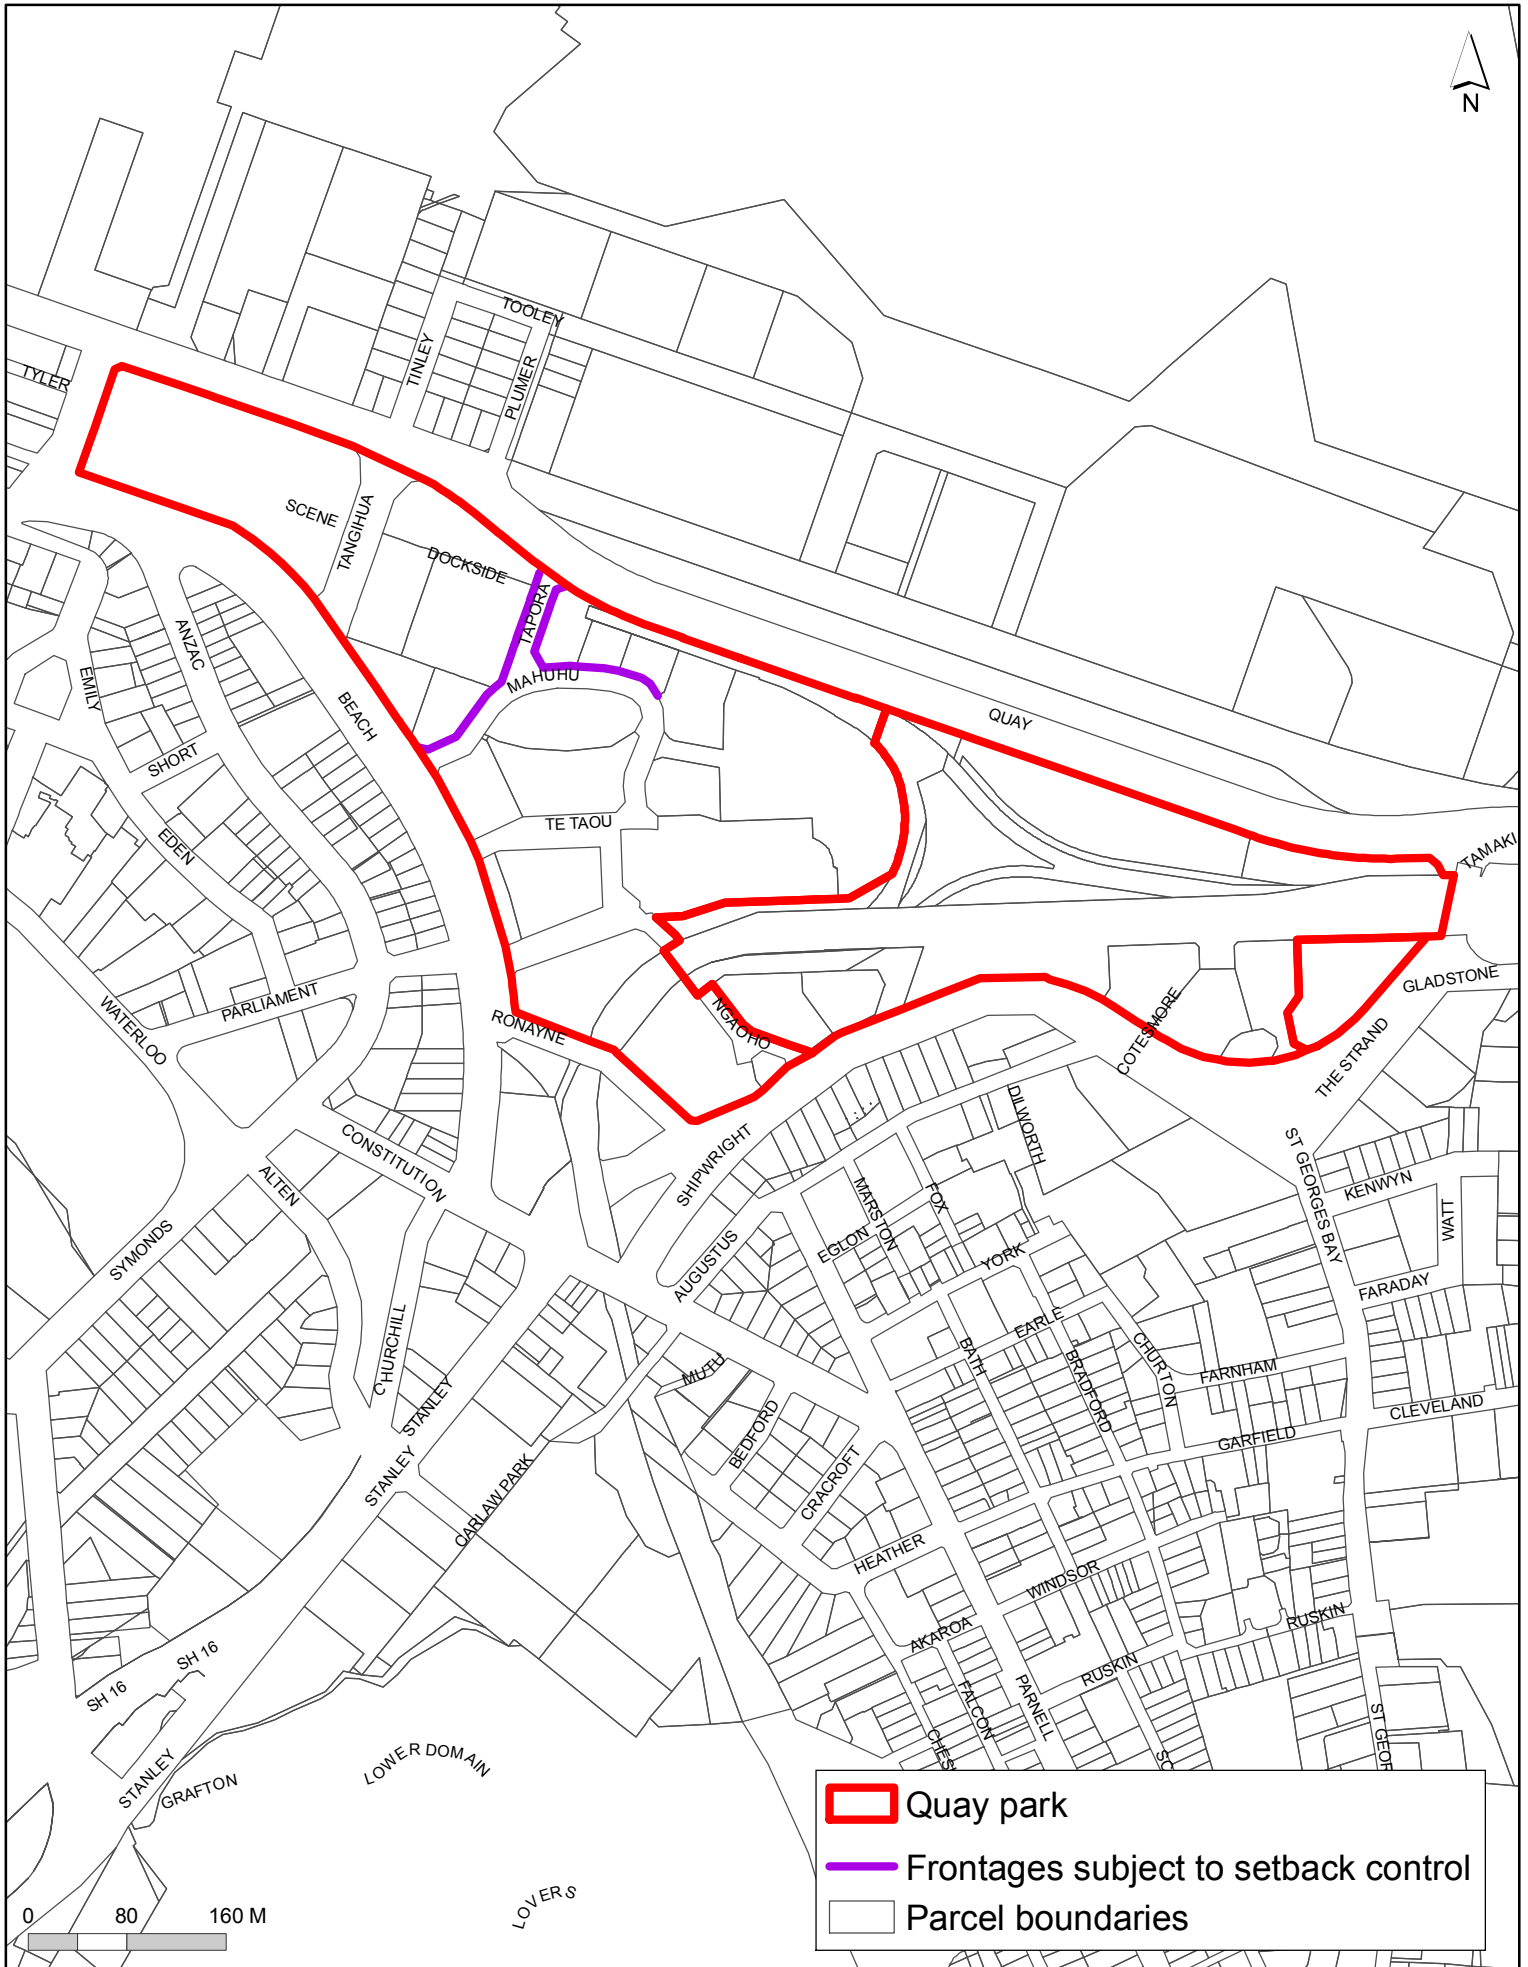 N
TOOLEY
TINLEY
PLUMER
TYLER
SCENE
TANGIHUA
DOCKSIDE
TAPORA
MAHUHU
ANZAC
EMILY
BEACH
SHORT
QUAY
EDEN
TE TAOU
TAMAKI
GLADSTONE
WATERLOO
PARLIAMENT
RONAYNE
NGAOHO
COTESMORE
THE STRAND
CONSTITUTION
ALTEN
SHIPWRIGHT
DILWORTH
ST GEORGES BAY
KENWYN
WATT
MARSTON
FOX
EGLON
YORK
SYMONDS
AUGUSTUS
FARADAY
CHURCHILL
MUTU
EARLE
BATH
BRADFORD
CHURTON
FARNHAM
CLEVELAND
GARFIELD
STANLEY
STANLEY
BEDFORD
CRACROFT
CARLAW PARK
HEATHER
WINDSOR
RUSKIN
AKAROA
RUSKIN
SH 16
SH 16
FALCON
PARNELL
CHES
SC
ST GEOR
STANLEY
GRAFTON
LOWER DOMAIN
LOVERS
Quay park
Frontages subject to setback control
Parcel boundaries
0 80 160 M